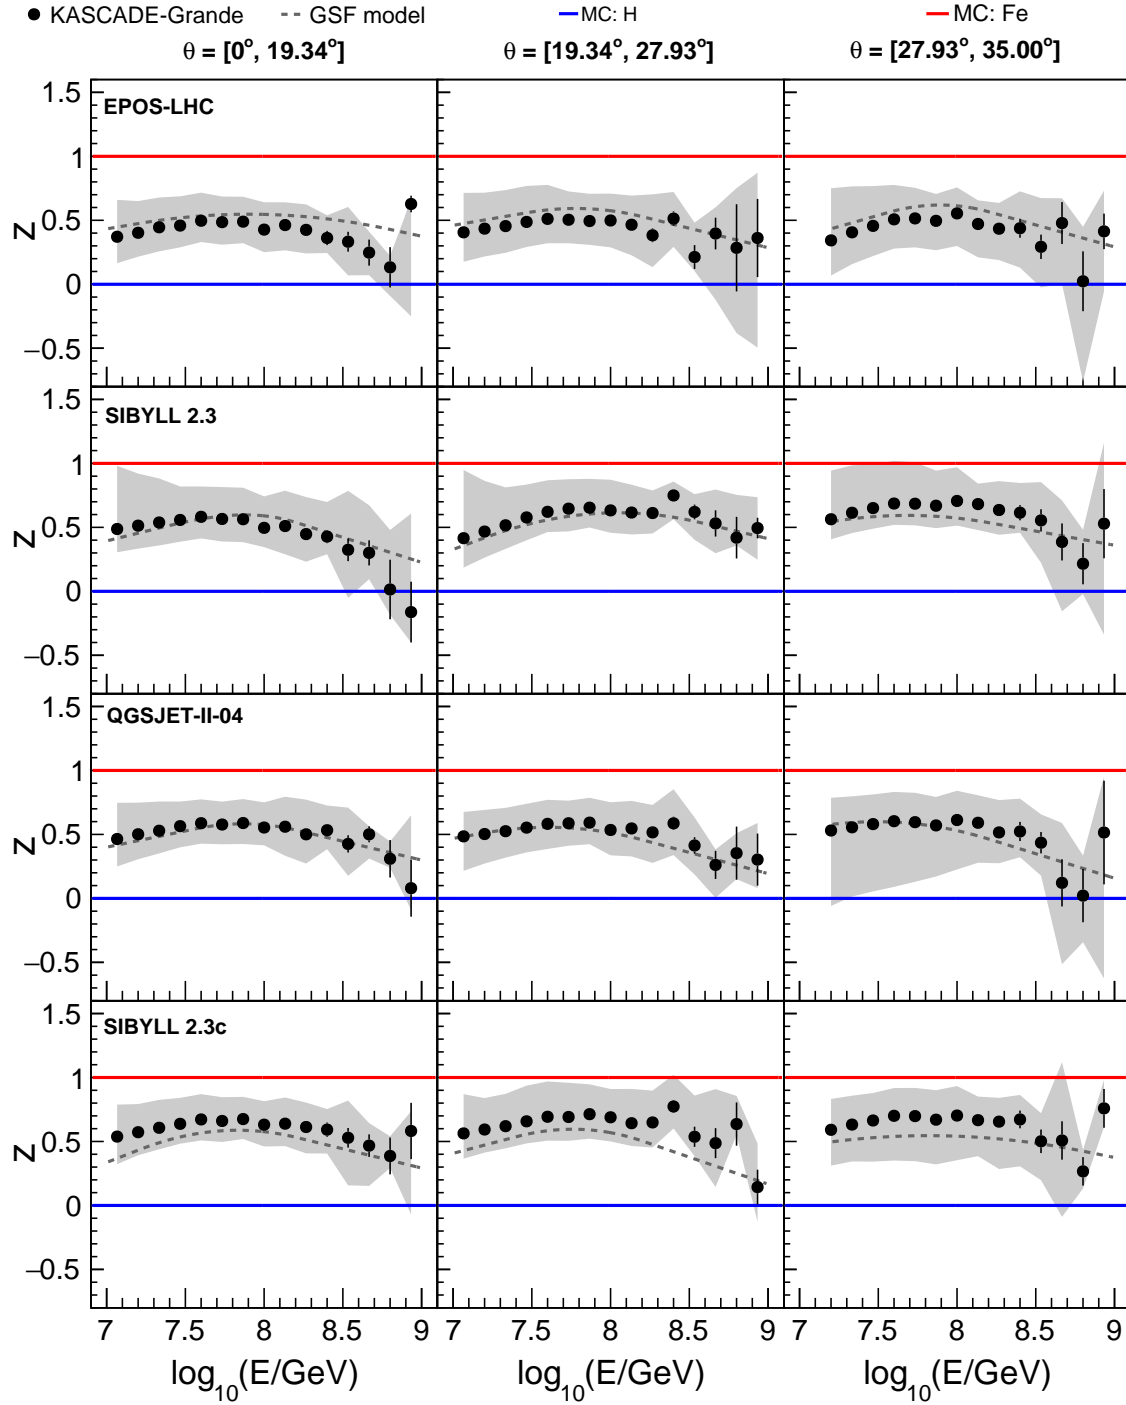 KASCADE-Grande GSF model MC: H MC: Fe
θ = [0°, 19.34°] θ = [19.34°, 27.93°] θ = [27.93°, 35.00°]
1.5
EPOS-LHC
1
z 0.5
0
−0.5
1.5
SIBYLL 2.3
1
z 0.5
0
−0.5
1.5
QGSJET-II-04
1
z 0.5
0
−0.5
1.5
SIBYLL 2.3c
1
z 0.5
0
−0.5
7 7.5 8 8.5 9 7 7.5 8 8.5 9 7 7.5 8 8.5 9
log₁₀(E/GeV) log₁₀(E/GeV) log₁₀(E/GeV)